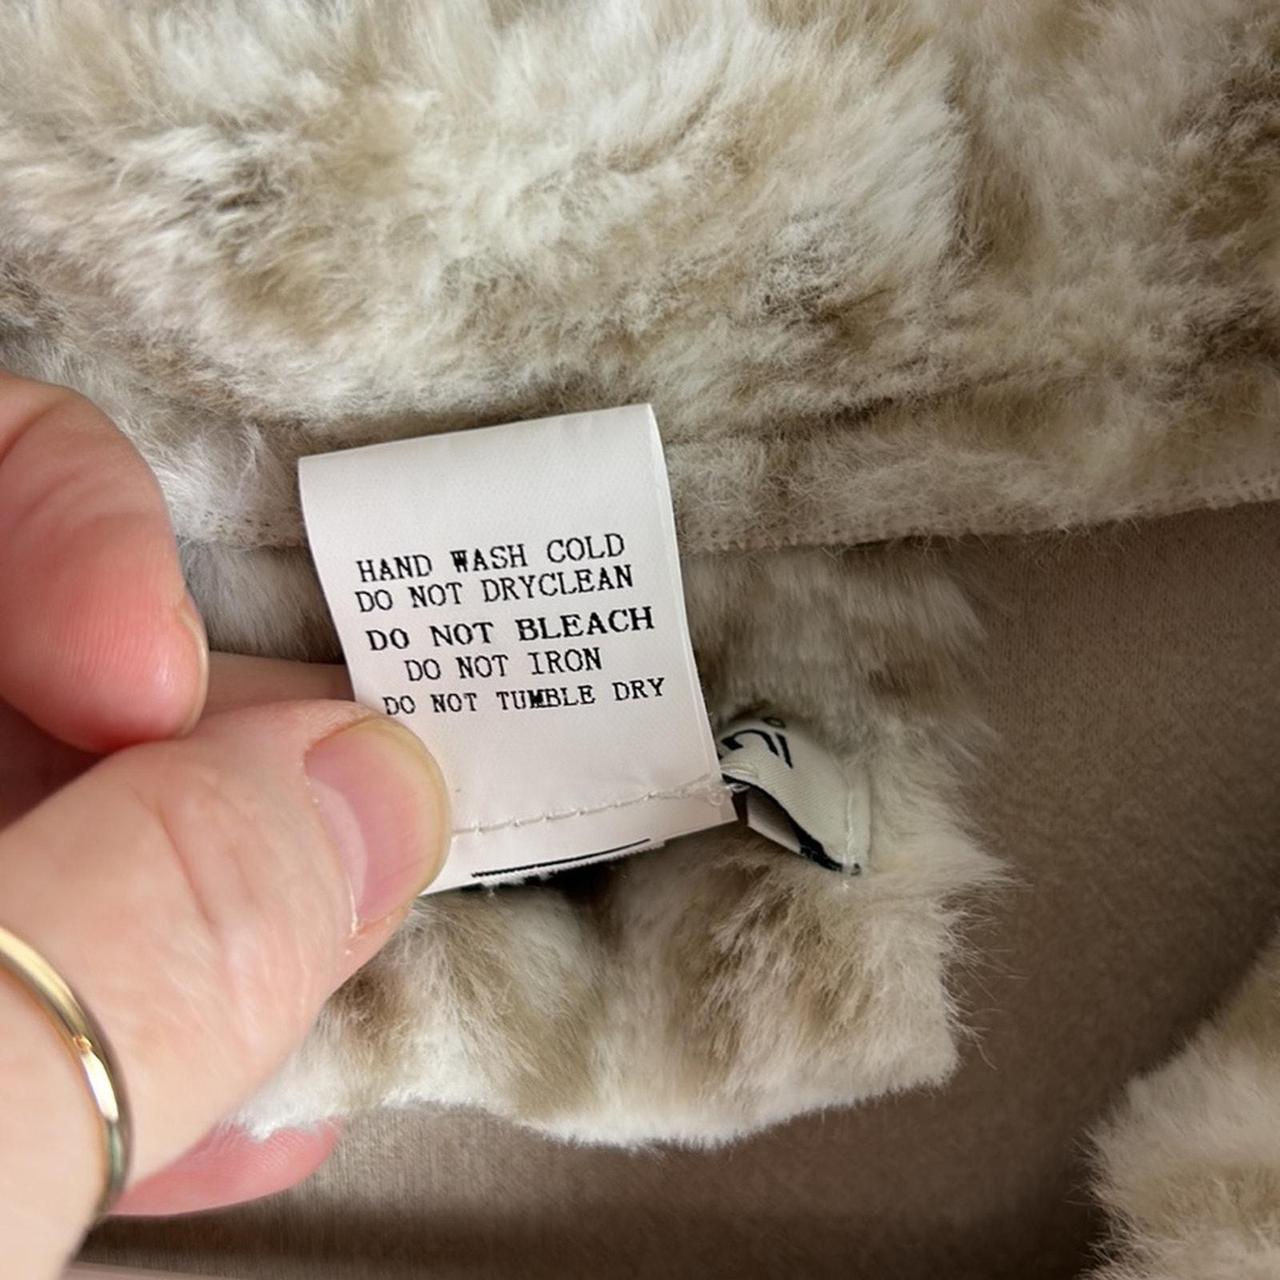 HAND WASH COLD
DO NOT DRYCLEAN
DO NOT BLEACH
DO NOT IRON
DO NOT TUMBLE DRY